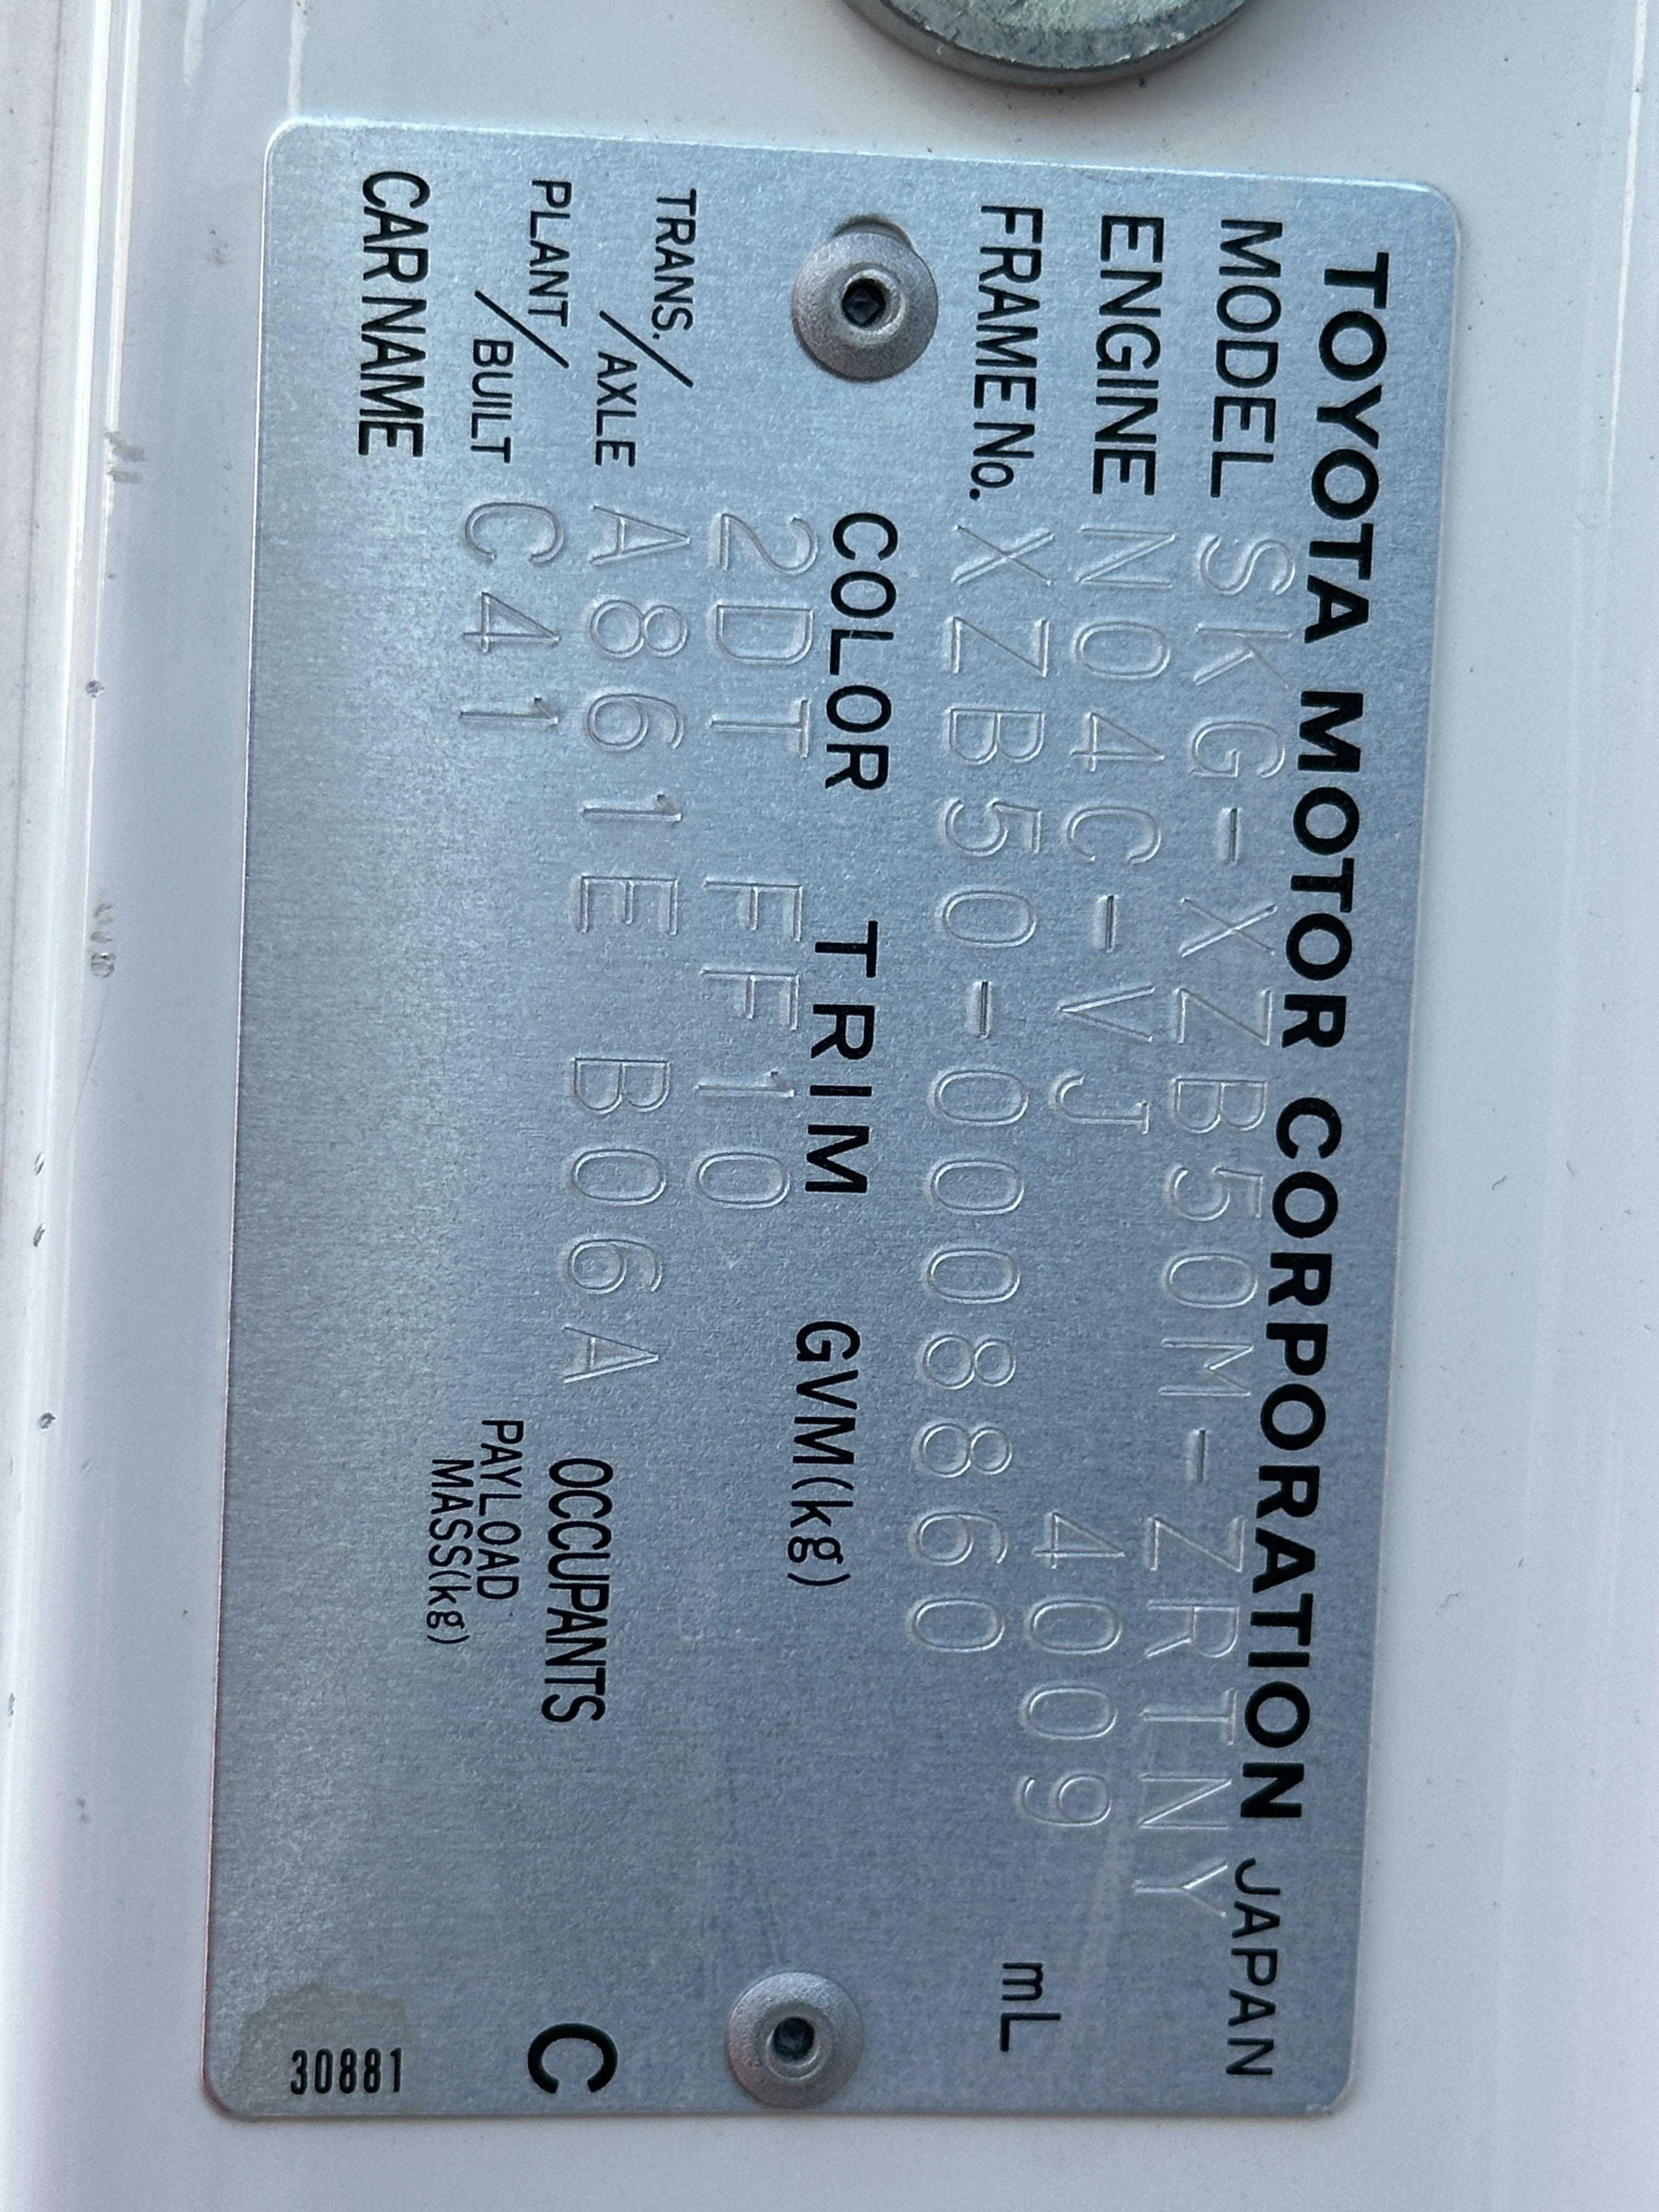 TOYOTA MOTOR CORPORATION JAPAN
MODEL SKG-XZB50M-ZRTNY
ENGINE N04C-VJ 4009 mL
FRAME No. XZB50-0008860
COLOR TRIM GVM(kg)
2DT FF10
TRANS./AXLE A861E B06A
PLANT/BUILT C41
OCCUPANTS
PAYLOAD MASS(kg)
C
CAR NAME
30881